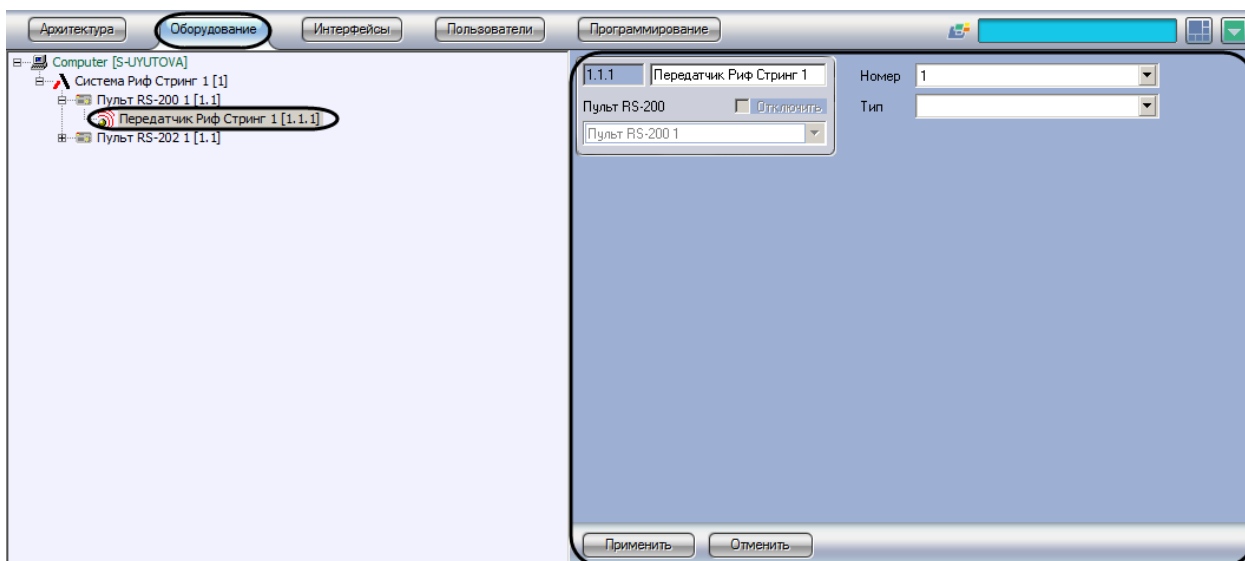 Архитектура Оборудование Интерфейсы Пользователи Программирование
Computer [S-UYUTOVA]
Система Риф Стринг 1 [1]
Пульт RS-200 1 [1.1]
Передатчик Риф Стринг 1 [1.1.1]
Пульт RS-202 1 [1.1]
1.1.1 Передатчик Риф Стринг 1 Номер 1
Пульт RS-200 Отключить Тип
Пульт RS-200 1
Применить Отменить